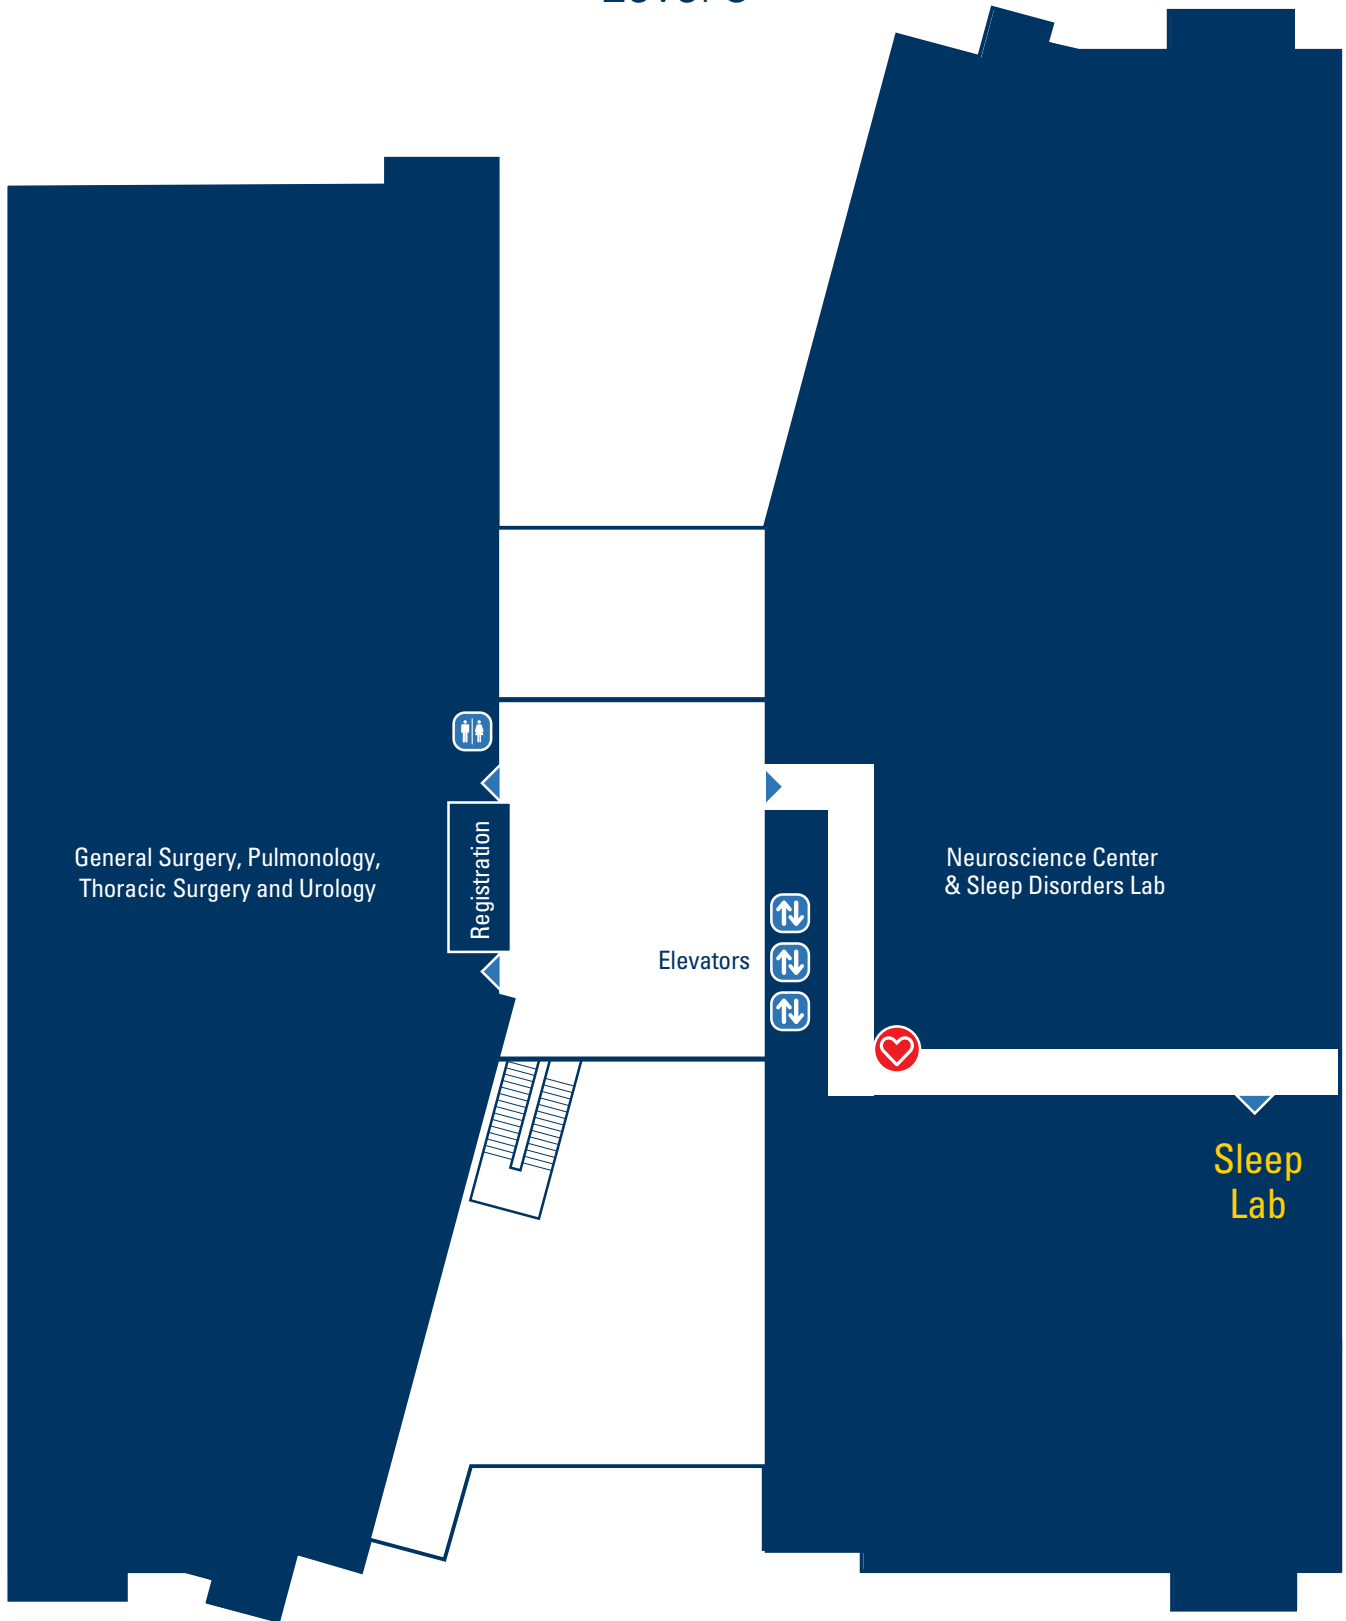 General Surgery, Pulmonology,
Thoracic Surgery and Urology
Registration
Elevators
Neuroscience Center
& Sleep Disorders Lab
Sleep
Lab